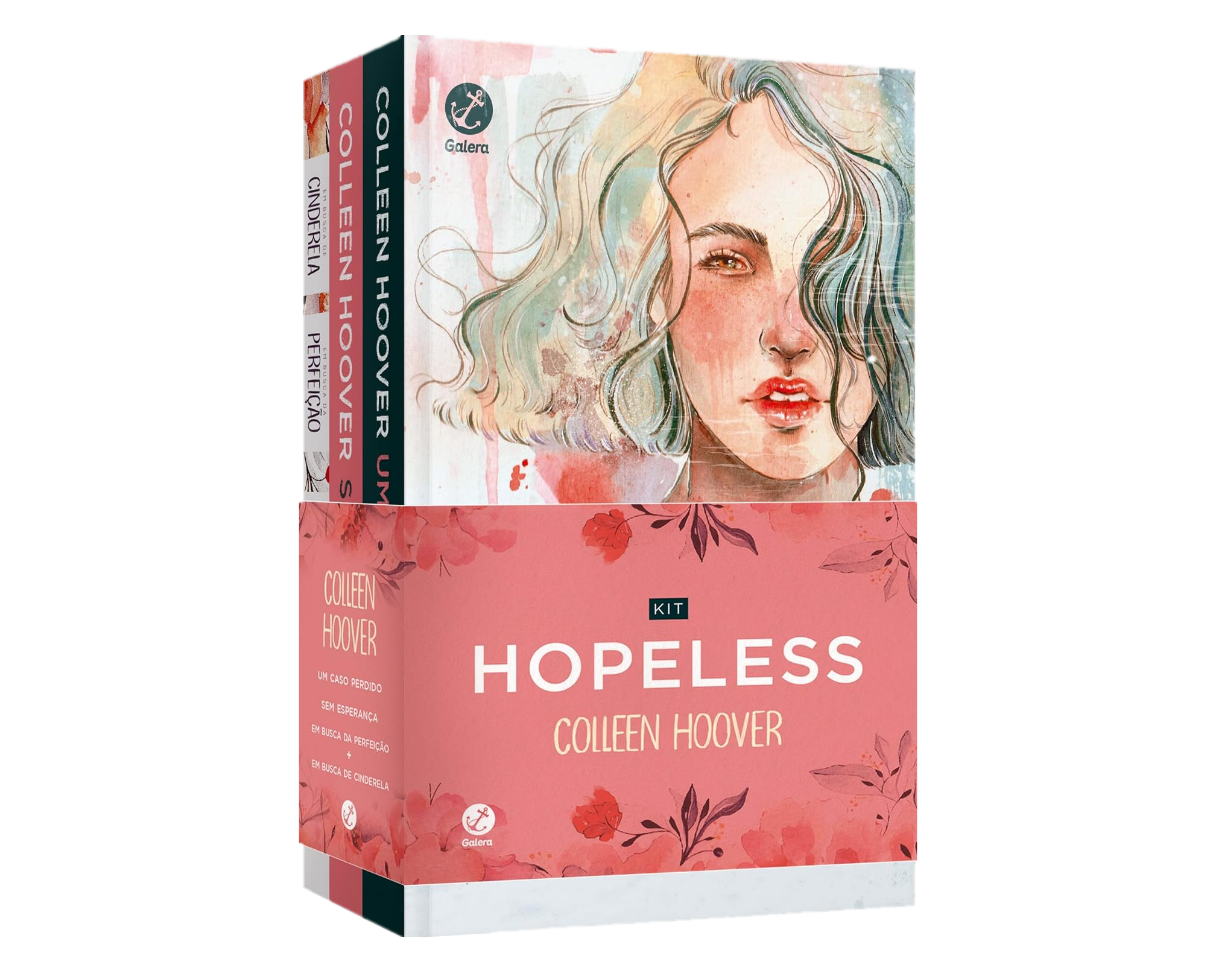 Galera
COLLEEN HOOVER UM
COLLEEN HOOVER S
EM BUSCA DE
CINDERELA
EM BUSCA DA
PERFEIÇÃO
KIT
HOPELESS
COLLEEN HOOVER
Galera
COLLEEN
HOOVER
UM CASO PERDIDO
SEM ESPERANÇA
EM BUSCA DA PERFEIÇÃO
+
EM BUSCA DE CINDERELA